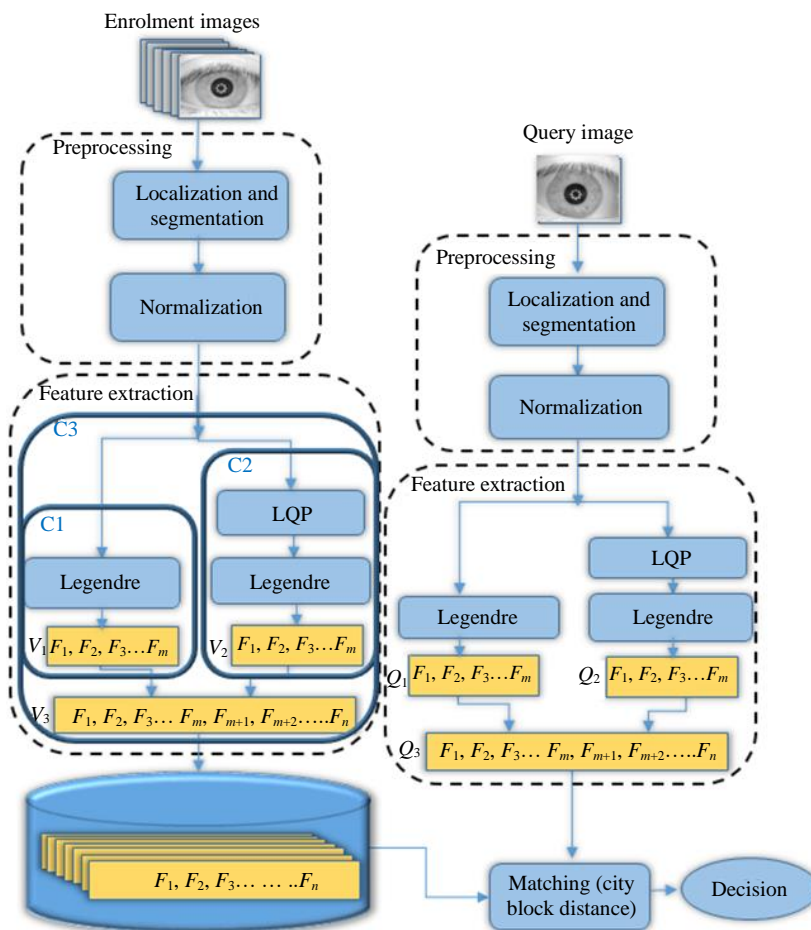 Enrolment images
Preprocessing
Localization and
segmentation
Normalization
Feature extraction
C3
C2
LQP
C1
Legendre
Legendre
V₁ F₁, F₂, F₃…Fₘ
V₂ F₁, F₂, F₃…Fₘ
V₃ F₁, F₂, F₃… Fₘ, Fₘ₊₁, Fₘ₊₂…..Fₙ
F₁, F₂, F₃… … ..Fₙ
Query image
Preprocessing
Localization and
segmentation
Normalization
Feature extraction
LQP
Legendre
Legendre
Q₁ F₁, F₂, F₃…Fₘ
Q₂ F₁, F₂, F₃…Fₘ
Q₃ F₁, F₂, F₃… Fₘ, Fₘ₊₁, Fₘ₊₂…..Fₙ
Matching (city
block distance)
Decision